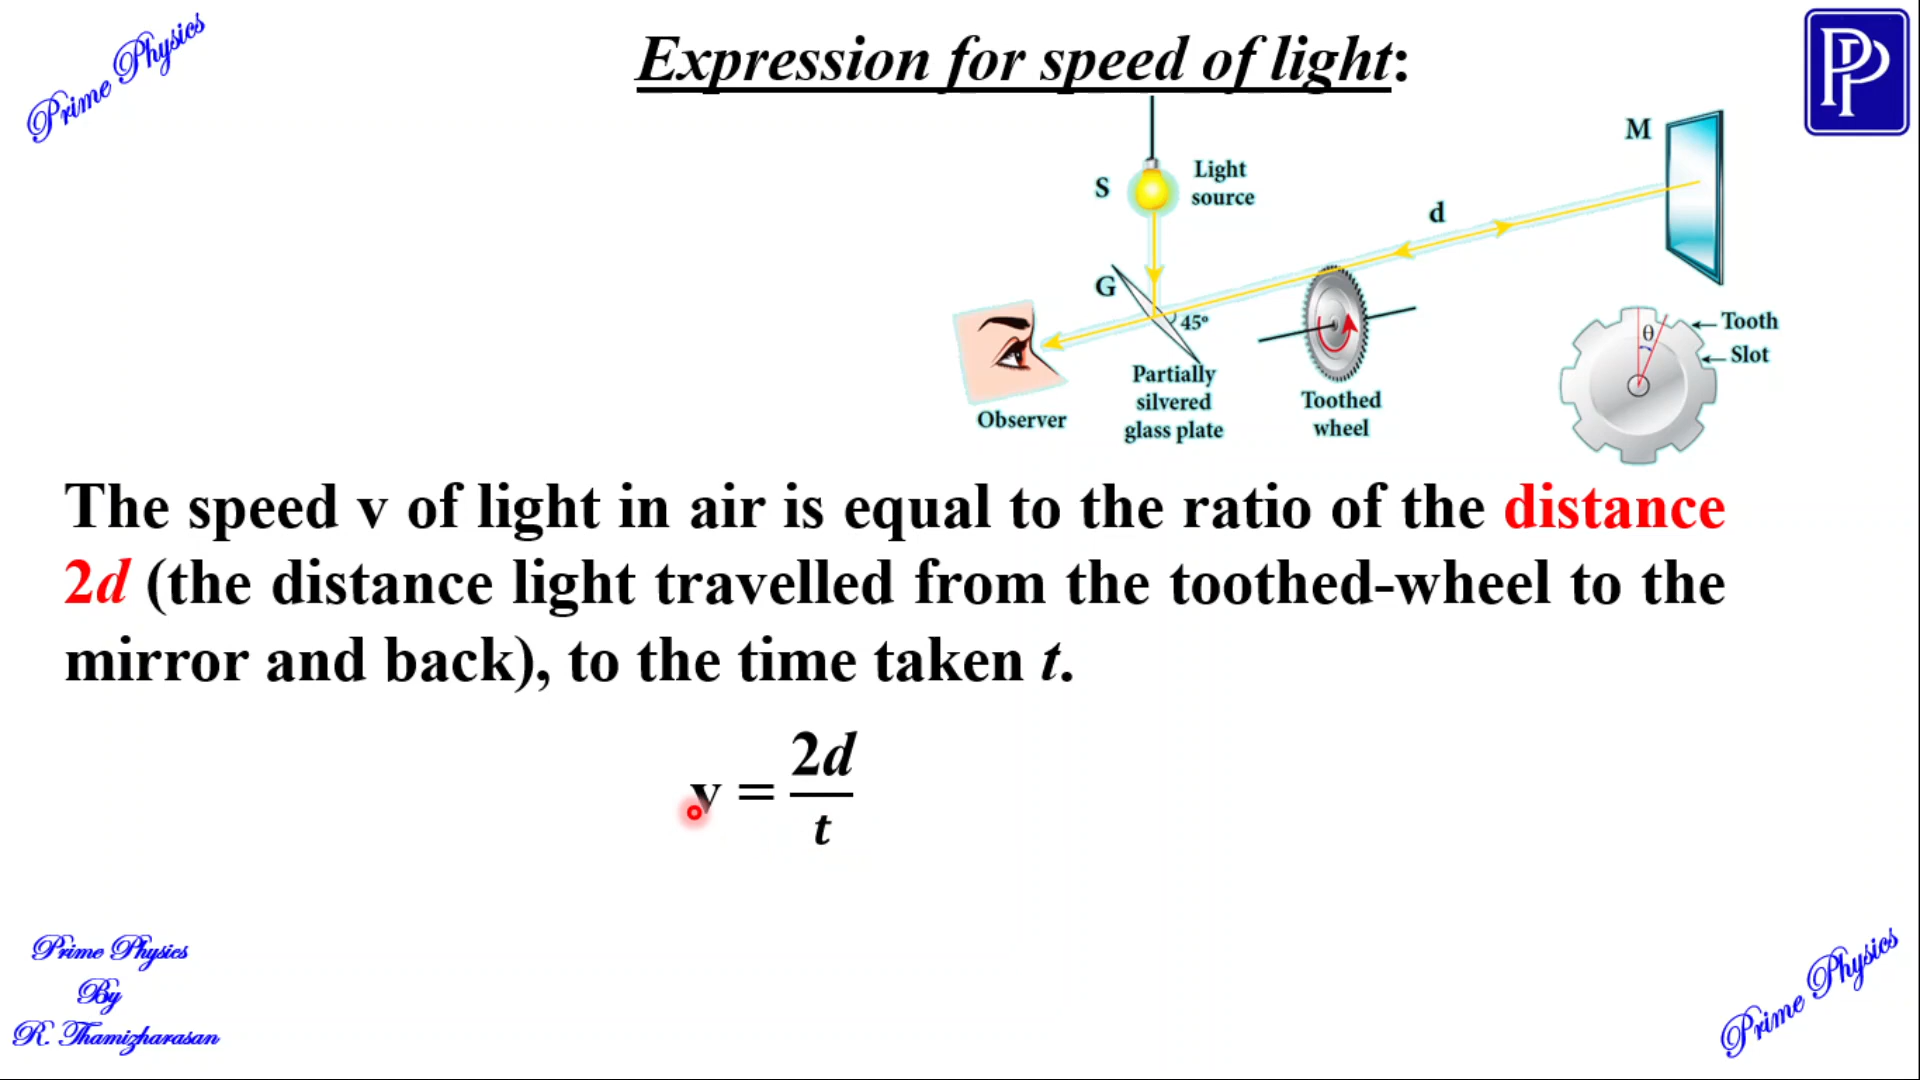 Prime Physics
Expression for speed of light:
PP
M
S
Light
source
d
G
45°
θ
Tooth
Slot
Observer
Partially
silvered
glass plate
Toothed
wheel
The speed v of light in air is equal to the ratio of the distance
2d (the distance light travelled from the toothed-wheel to the
mirror and back), to the time taken t.
v = 2d/t
Prime Physics
By
R. Thamizharasan
Prime Physics